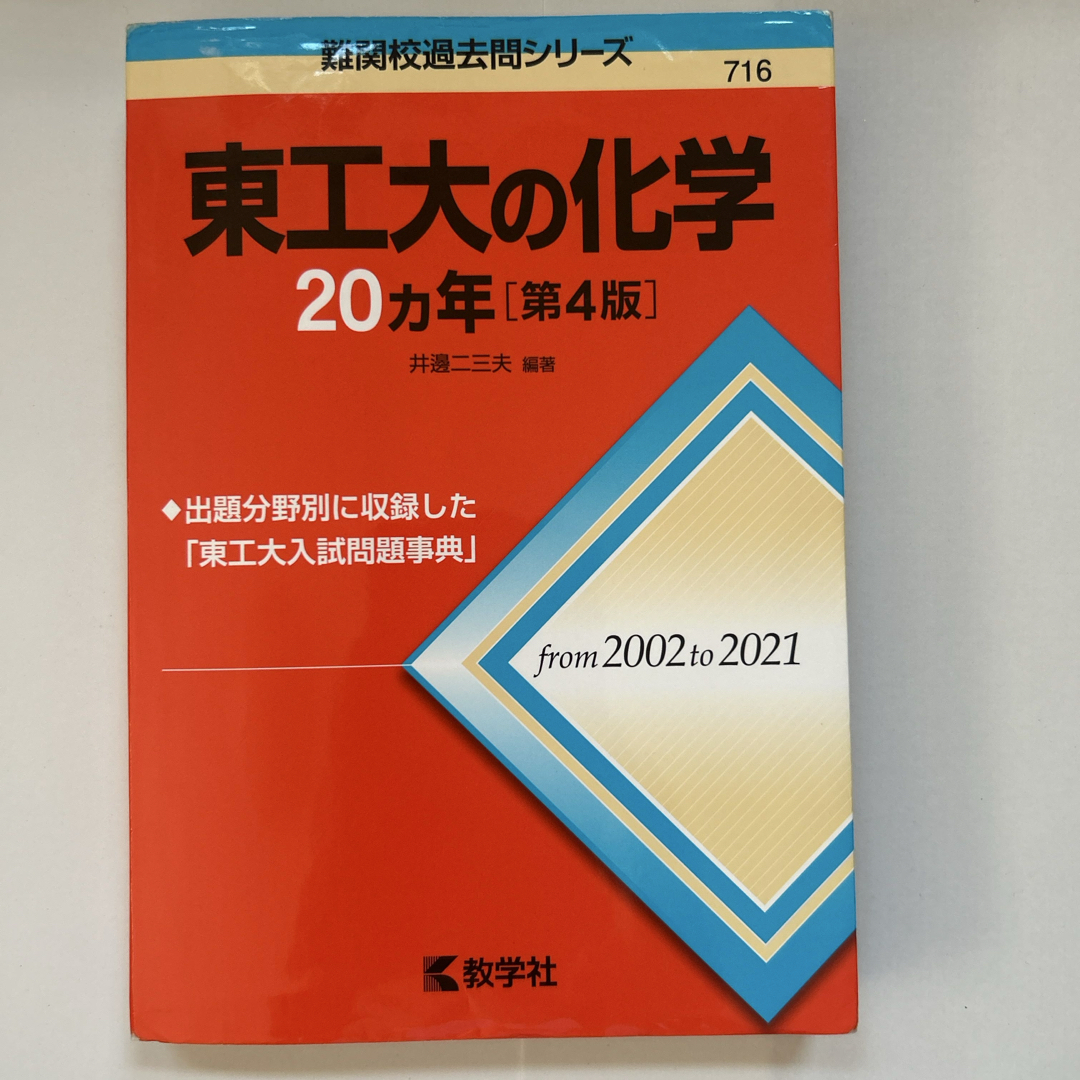 難関校過去問シリーズ
716
東工大の化学
20ヵ年[第4版]
井邊二三夫 編著
◆出題分野別に収録した
「東工大入試問題事典」
from 2002 to 2021
教学社